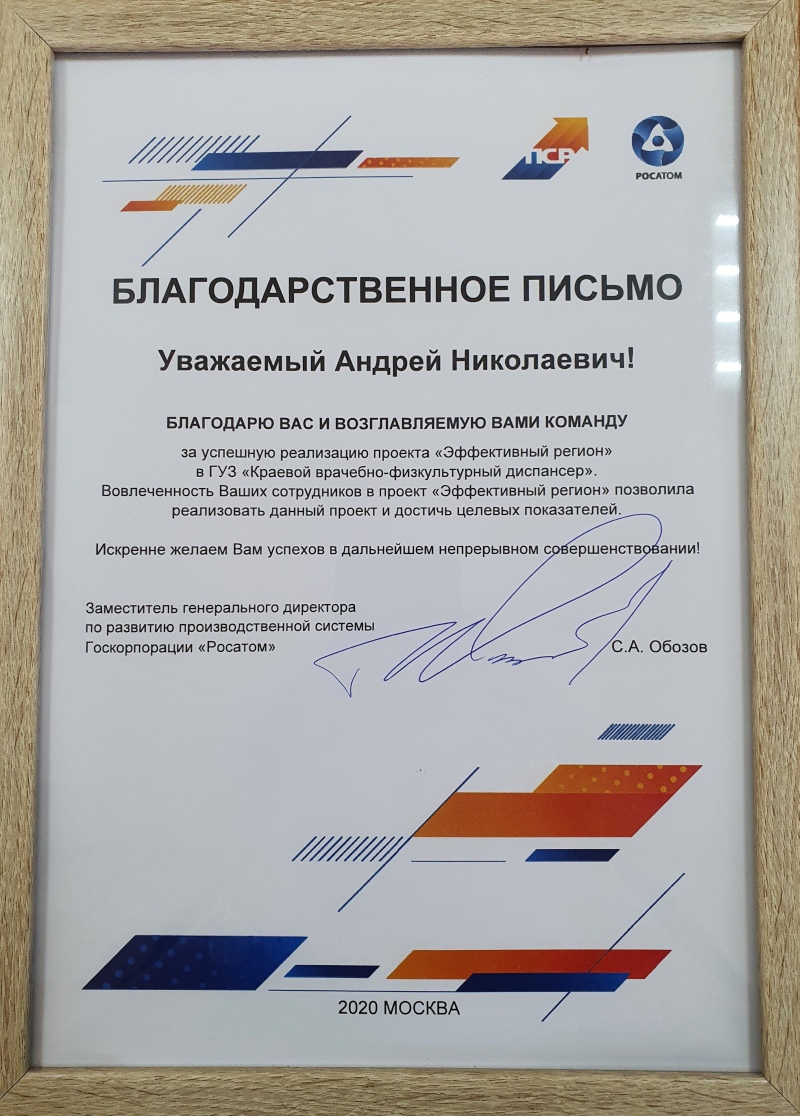 ПСР
РОСАТОМ
БЛАГОДАРСТВЕННОЕ ПИСЬМО
Уважаемый Андрей Николаевич!
БЛАГОДАРЮ ВАС И ВОЗГЛАВЛЯЕМУЮ ВАМИ КОМАНДУ
за успешную реализацию проекта «Эффективный регион»
в ГУЗ «Краевой врачебно-физкультурный диспансер».
Вовлеченность Ваших сотрудников в проект «Эффективный регион» позволила
реализовать данный проект и достичь целевых показателей.
Искренне желаем Вам успехов в дальнейшем непрерывном совершенствовании!
Заместитель генерального директора
по развитию производственной системы
Госкорпорации «Росатом»
С.А. Обозов
2020 МОСКВА